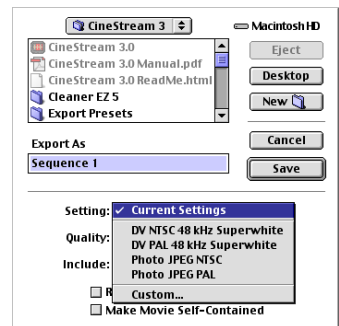 CineStream 3
Macintosh HD
CineStream 3.0
CineStream 3.0 Manual.pdf
CineStream 3.0 ReadMe.html
Cleaner EZ 5
Export Presets
Eject
Desktop
New
Export As
Cancel
Sequence 1
Save
Setting:
✓ Current Settings
DV NTSC 48 kHz Superwhite
DV PAL 48 kHz Superwhite
Photo JPEG NTSC
Photo JPEG PAL
Custom...
Quality:
Include:
R
Make Movie Self-Contained